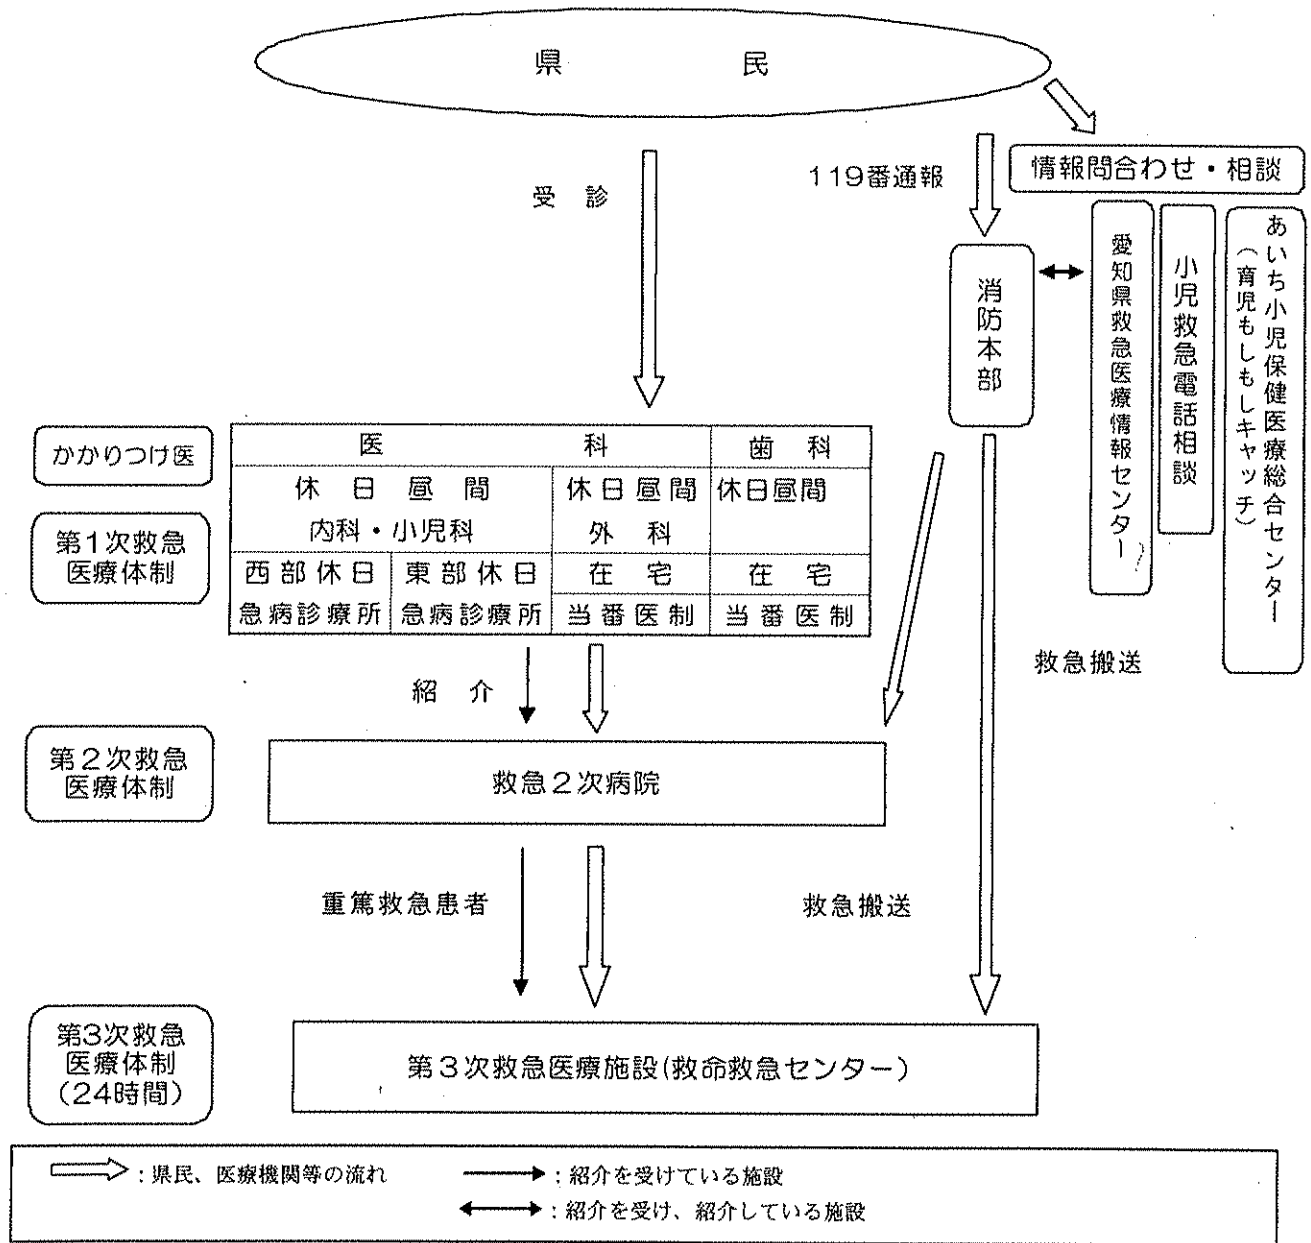 県 民
受 診
119番通報
情報問合わせ・相談
消防本部
愛知県救急医療情報センター
小児救急電話相談
あいち小児保健医療総合センター
（育児もしもしキャッチ）
かかりつけ医
医 科
歯 科
休 日 昼 間
内科・小児科
休日昼間
外 科
休日昼間
第1次救急
医療体制
西部休日
急病診療所
東部休日
急病診療所
在 宅
当番医制
在 宅
当番医制
紹 介
救急搬送
第2次救急
医療体制
救急2次病院
重篤救急患者
救急搬送
第3次救急
医療体制
(24時間)
第3次救急医療施設(救命救急センター)
：県民、医療機関等の流れ
：紹介を受けている施設
：紹介を受け、紹介している施設